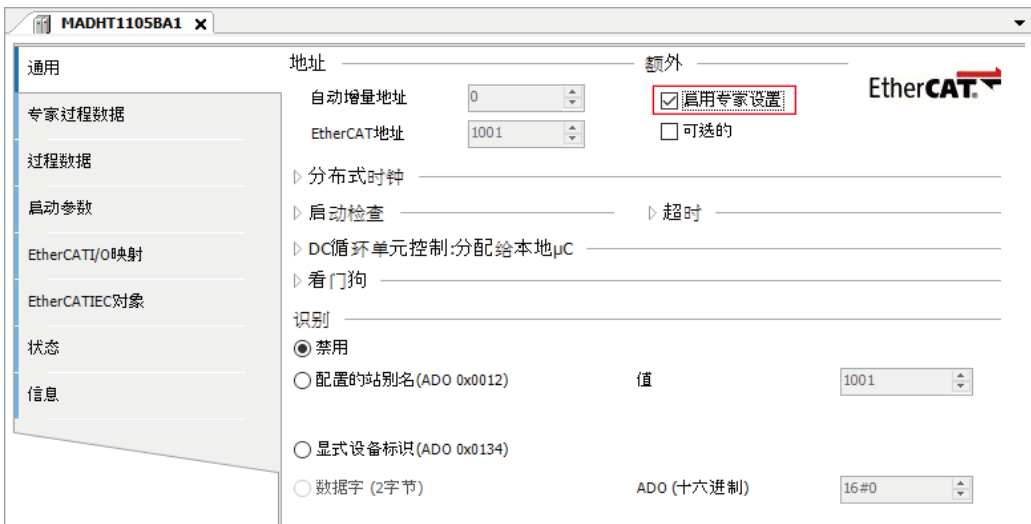 MADHT1105BA1
通用
专家过程数据
过程数据
启动参数
EtherCATI/O映射
EtherCATIEC对象
状态
信息
地址
额外
EtherCAT.
自动增量地址 0
启用专家设置
EtherCAT地址 1001
可选的
分布式时钟
启动检查
超时
DC循环单元控制:分配给本地μC
看门狗
识别
禁用
配置的站别名(ADO 0x0012) 值 1001
显式设备标识(ADO 0x0134)
数据字 (2字节) ADO (十六进制) 16#0